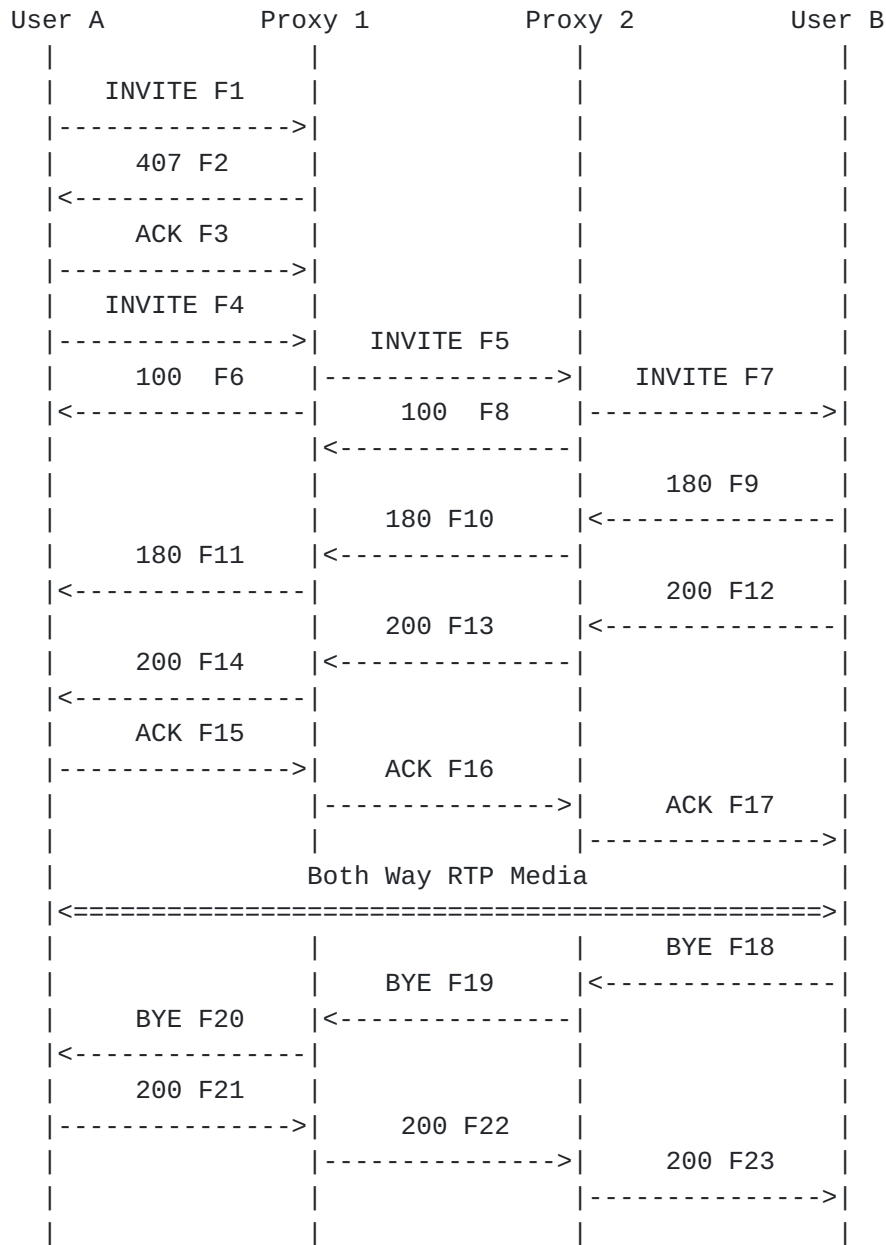 User A Proxy 1 Proxy 2 User B
INVITE F1
407 F2
ACK F3
INVITE F4
INVITE F5
100 F6 INVITE F7
100 F8
180 F9
180 F10
180 F11
200 F12
200 F13
200 F14
ACK F15
ACK F16
ACK F17
Both Way RTP Media
BYE F18
BYE F19
BYE F20
200 F21
200 F22
200 F23